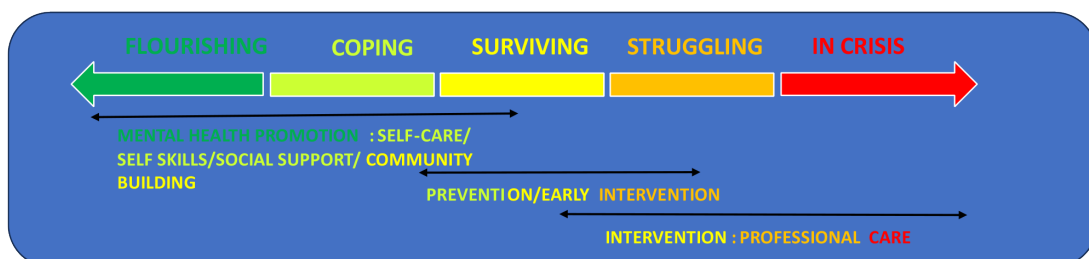 FLOURISHING COPING SURVIVING STRUGGLING IN CRISIS
MENTAL HEALTH PROMOTION : SELF-CARE/
SELF SKILLS/SOCIAL SUPPORT/ COMMUNITY
BUILDING
PREVENTION/EARLY INTERVENTION
INTERVENTION : PROFESSIONAL CARE